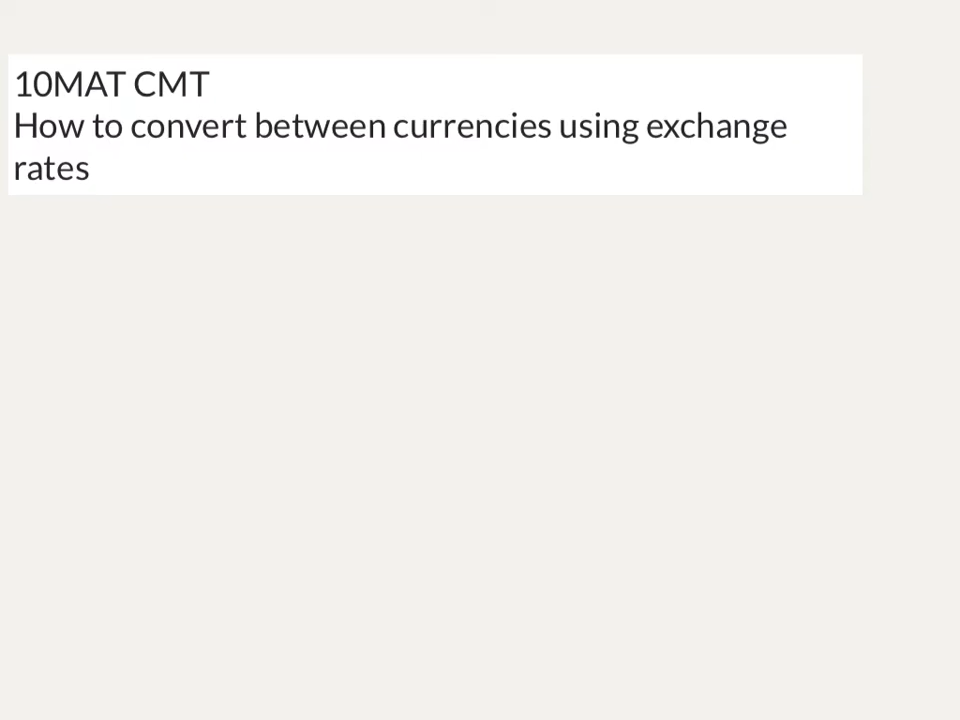 10MAT CMT
How to convert between currencies using exchange
rates